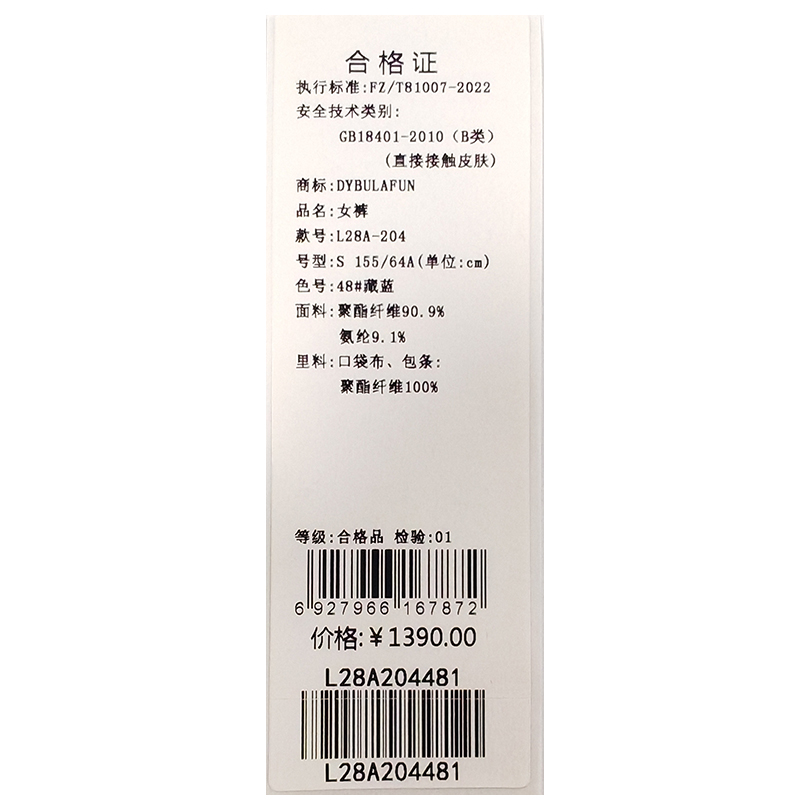 合格证
执行标准:FZ/T81007-2022
安全技术类别:
GB18401-2010（B类）
(直接接触皮肤)
商标:DYBULAFUN
品名:女裤
款号:L28A-204
号型:S 155/64A(单位:cm)
色号:48#藏蓝
面料:聚酯纤维90.9%
氨纶9.1%
里料:口袋布、包条:
聚酯纤维100%
等级:合格品 检验:01
6 927966 167872
价格:￥1390.00
L28A204481
L28A204481